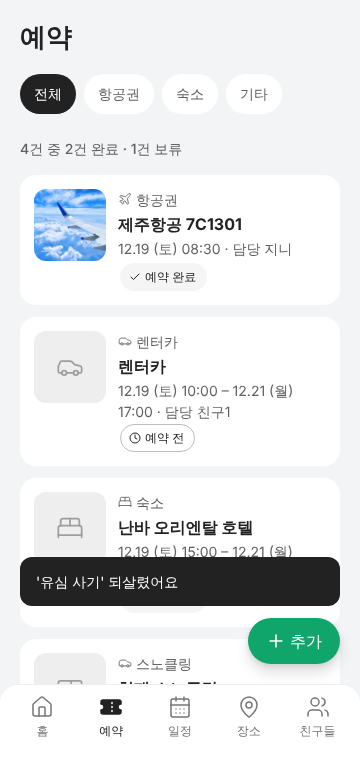 예약
전체
항공권
숙소
기타
4건 중 2건 완료 · 1건 보류
항공권
제주항공 7C1301
12.19 (토) 08:30 · 담당 지니
예약 완료
렌터카
렌터카
12.19 (토) 10:00 – 12.21 (월)
17:00 · 담당 친구1
예약 전
숙소
난바 오리엔탈 호텔
12.19 (토) 15:00 – 12.21 (월)
'유심 사기' 되살렸어요
추가
스노클링
홈
예약
일정
장소
친구들